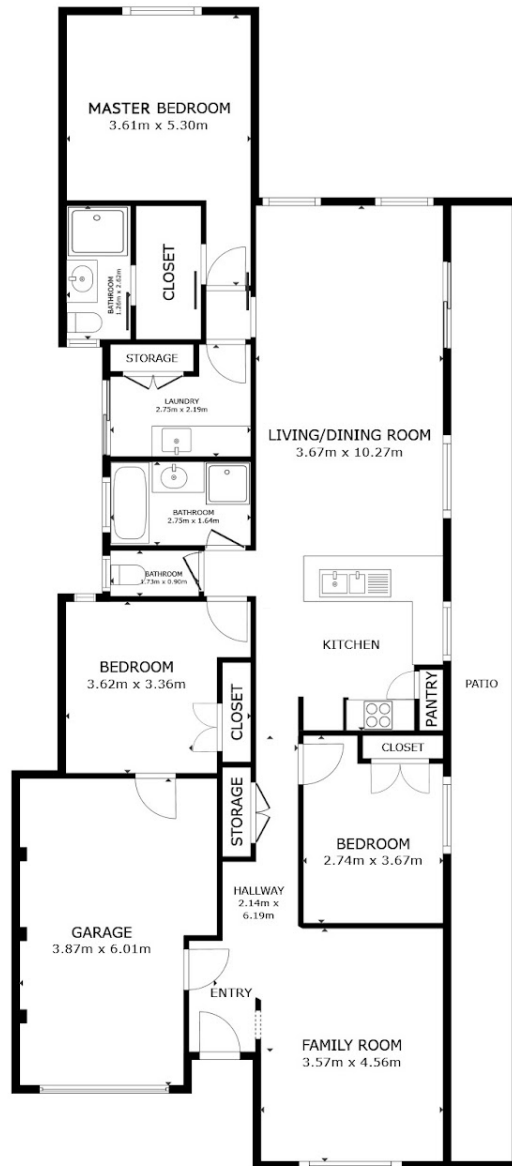 MASTER BEDROOM
3.61m x 5.30m
BATHROOM
1.26m x 2.62m
CLOSET
STORAGE
LAUNDRY
2.75m x 2.19m
LIVING/DINING ROOM
3.67m x 10.27m
BATHROOM
2.75m x 1.64m
BATHROOM
1.73m x 0.90m
KITCHEN
BEDROOM
3.62m x 3.36m
CLOSET
PANTRY
PATIO
CLOSET
STORAGE
BEDROOM
2.74m x 3.67m
HALLWAY
2.14m x
6.19m
GARAGE
3.87m x 6.01m
ENTRY
FAMILY ROOM
3.57m x 4.56m